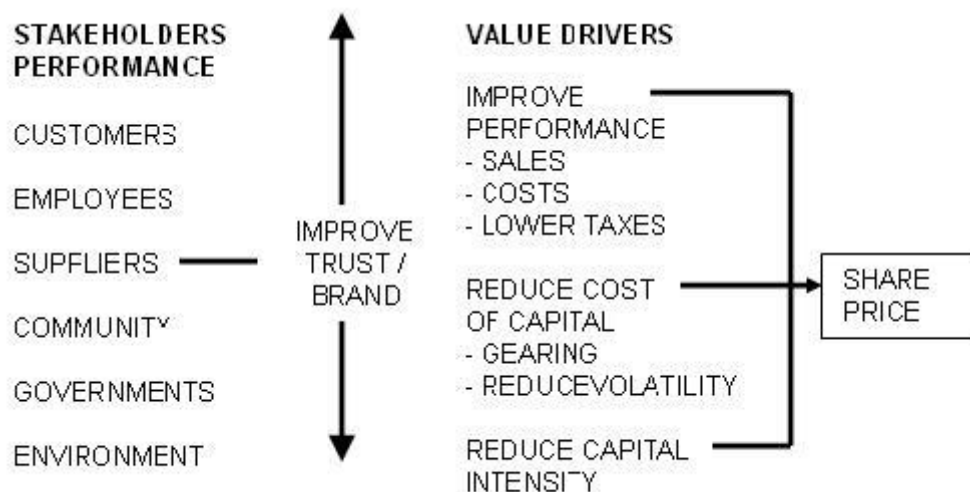 STAKEHOLDERS
PERFORMANCE
CUSTOMERS
EMPLOYEES
SUPFLIERS
COMMUNITY
GOVERNMENTS
ENVIRONMENT
IMPROVE
TRUST /
BRAND
VALUE DRIVERS
IMPROVE
PERFORMANCE
- SALES
- COSTS
- LOWER TAXES
REDUCE COST
OF CAPITAL
- GEARING
- REDUCEVOLATILITY
REDUCE CAPITAL
INTENSITY
SHARE
PRICE